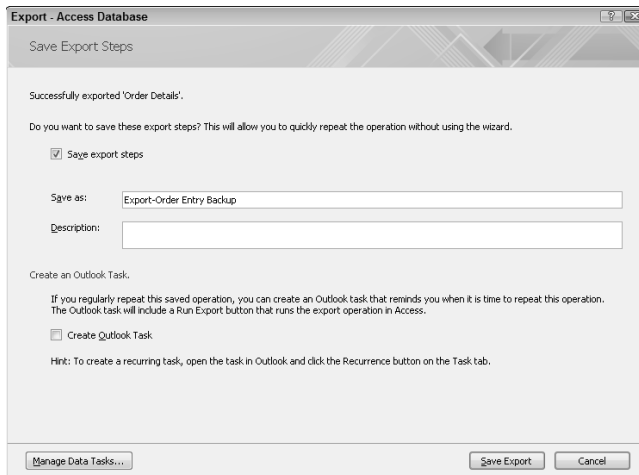 Export - Access Database
Save Export Steps
Successfully exported 'Order Details'.
Do you want to save these export steps? This will allow you to quickly repeat the operation without using the wizard.
Save export steps
Save as:
Export-Order Entry Backup
Description:
Create an Outlook Task.
If you regularly repeat this saved operation, you can create an Outlook task that reminds you when it is time to repeat this operation.
The Outlook task will include a Run Export button that runs the export operation in Access.
Create Outlook Task
Hint: To create a recurring task, open the task in Outlook and click the Recurrence button on the Task tab.
Manage Data Tasks...
Save Export
Cancel